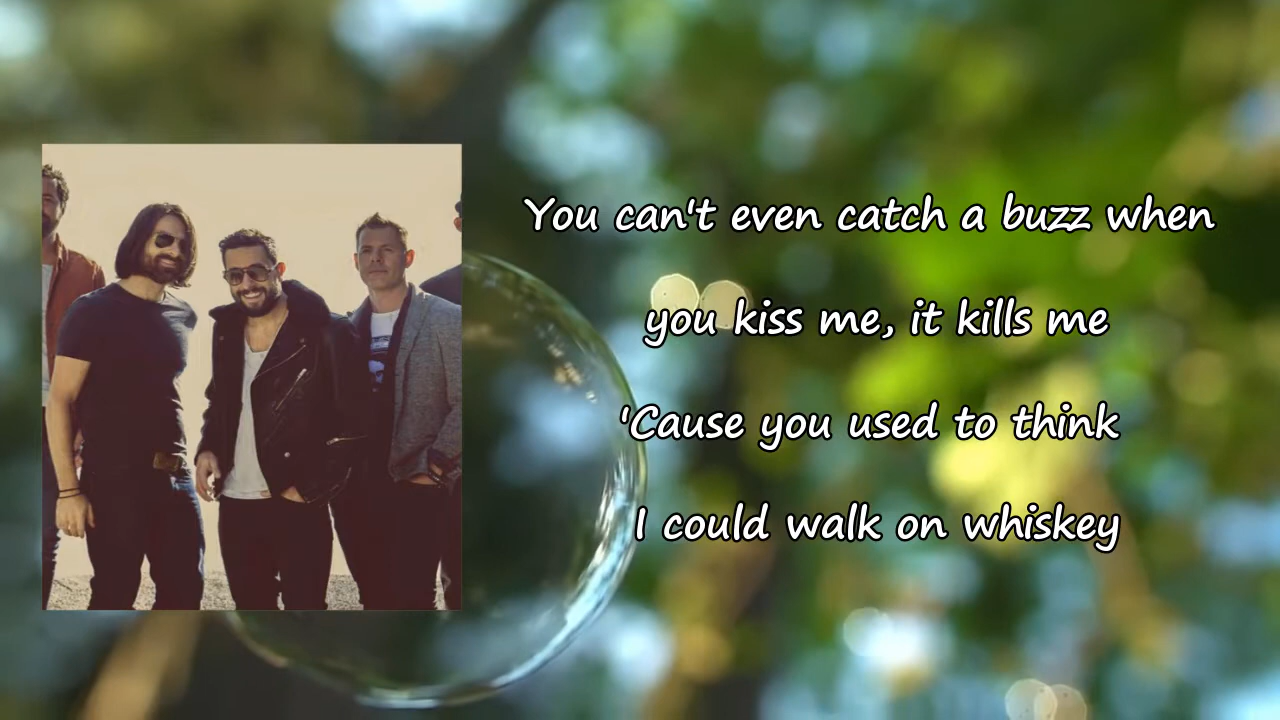 You can't even catch a buzz when
you kiss me, it kills me
'Cause you used to think
I could walk on whiskey